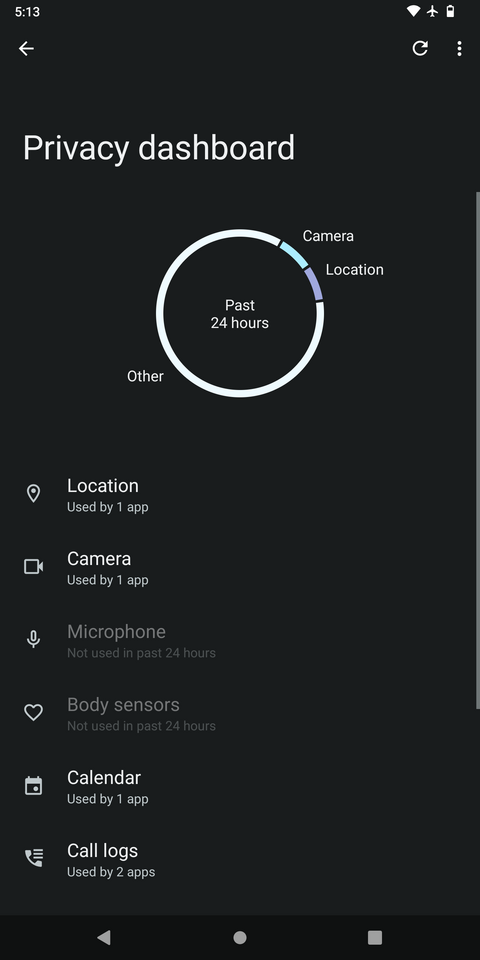 5:13
Privacy dashboard
Camera
Location
Past
24 hours
Other
Location
Used by 1 app
Camera
Used by 1 app
Microphone
Not used in past 24 hours
Body sensors
Not used in past 24 hours
Calendar
Used by 1 app
Call logs
Used by 2 apps